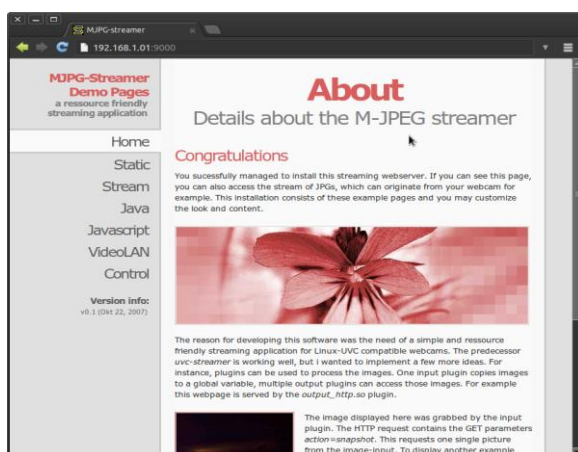 MJPG-streamer
192.168.1.01:9000
MJPG-Streamer
Demo Pages
a ressource friendly
streaming application
Home
Static
Stream
Java
Javascript
VideoLAN
Control
Version info:
v0.1 (Okt 22, 2007)
About
Details about the M-JPEG streamer
Congratulations
You sucessfully managed to install this streaming webserver. If you can see this page,
you can also access the stream of JPGs, which can originate from your webcam for
example. This installation consists of these example pages and you may customize
the look and content.
The reason for developing this software was the need of a simple and ressource
friendly streaming application for Linux-UVC compatible webcams. The predecessor
uvc-streamer is working well, but i wanted to implement a few more ideas. For
instance, plugins can be used to process the images. One input plugin copies images
to a global variable, multiple output plugins can access those images. For example
this webpage is served by the output_http.so plugin.
The image displayed here was grabbed by the input
plugin. The HTTP request contains the GET parameters
action=snapshot. This requests one single picture
from the image-input. To display another example